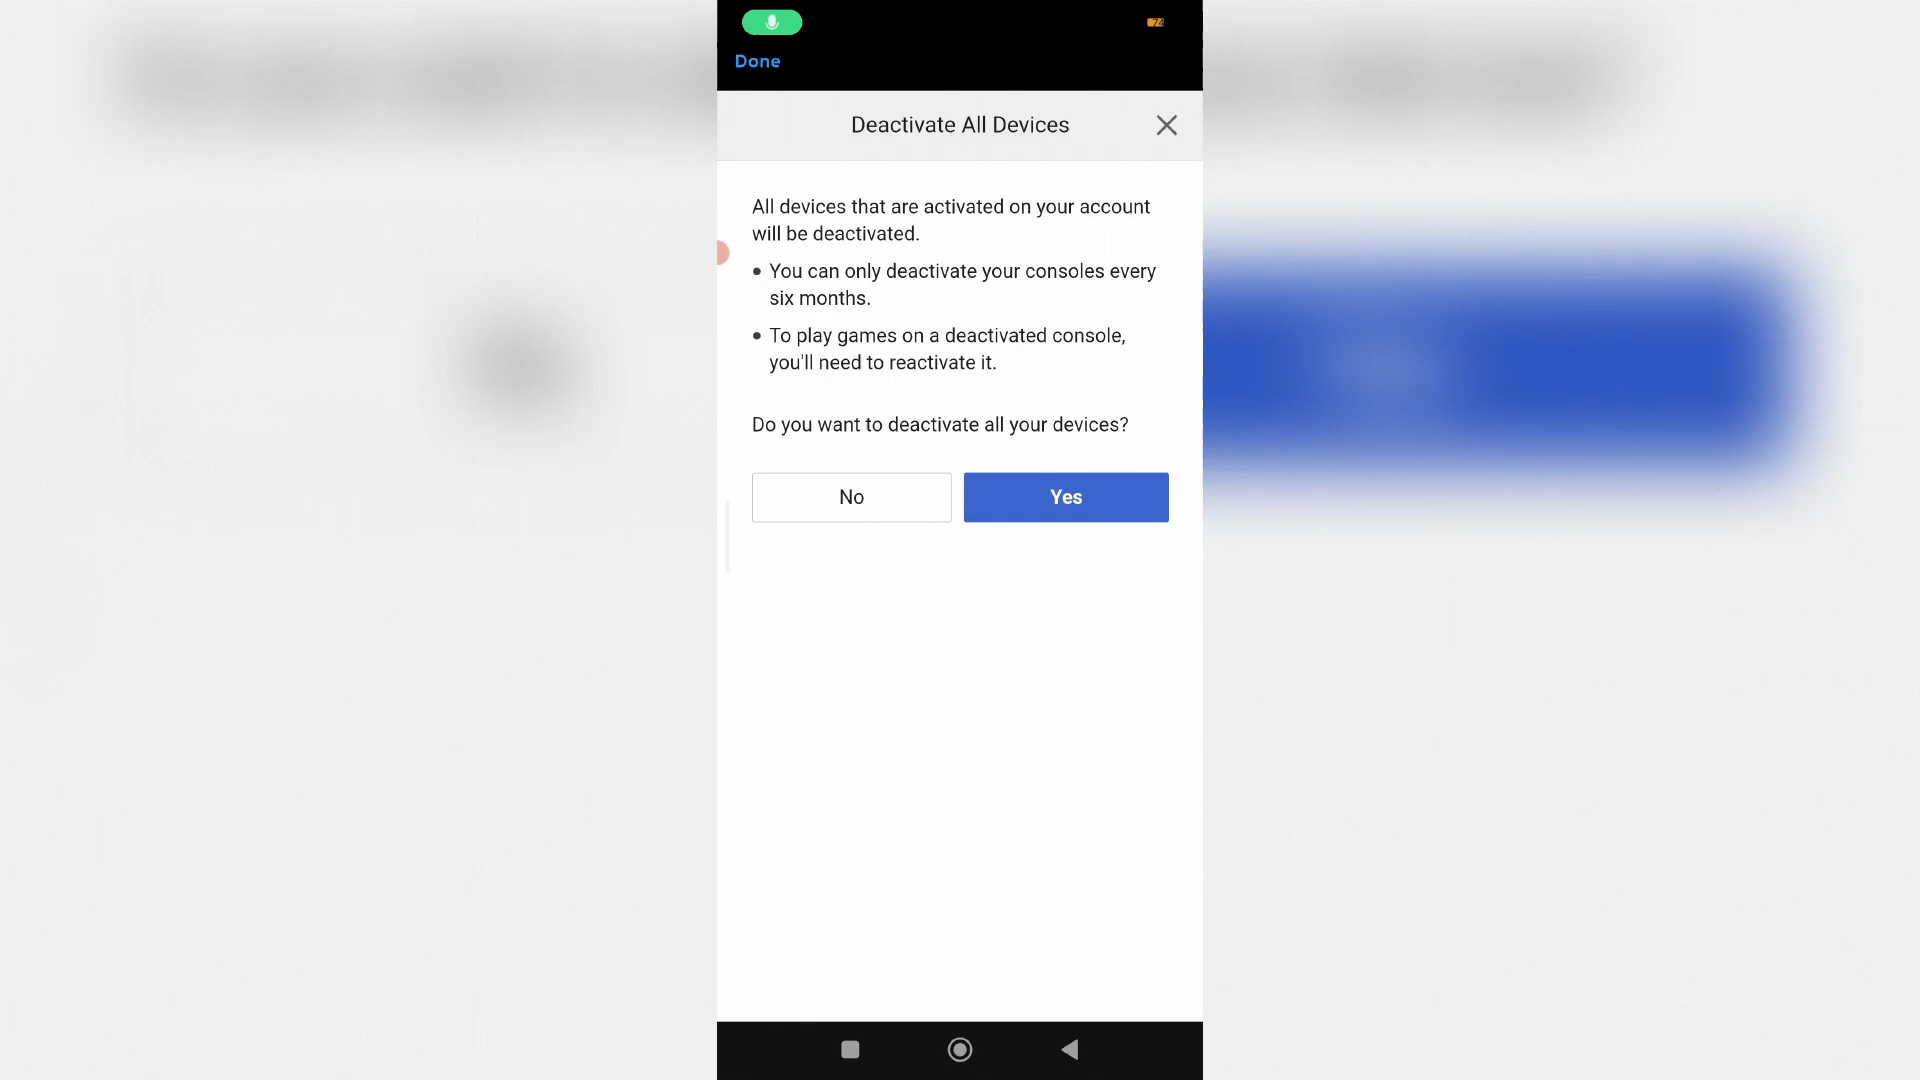 74
Done
Deactivate All Devices
All devices that are activated on your account
will be deactivated.
• You can only deactivate your consoles every
six months.
• To play games on a deactivated console,
you'll need to reactivate it.
Do you want to deactivate all your devices?
No
Yes